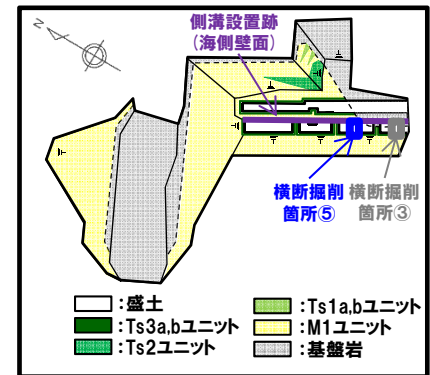 N
側溝設置跡
(海側壁面)
横断掘削
箇所⑤
横断掘削
箇所③
:盛土
:Ts3a,bユニット
:Ts2ユニット
:Ts1a,bユニット
:M1ユニット
:基盤岩